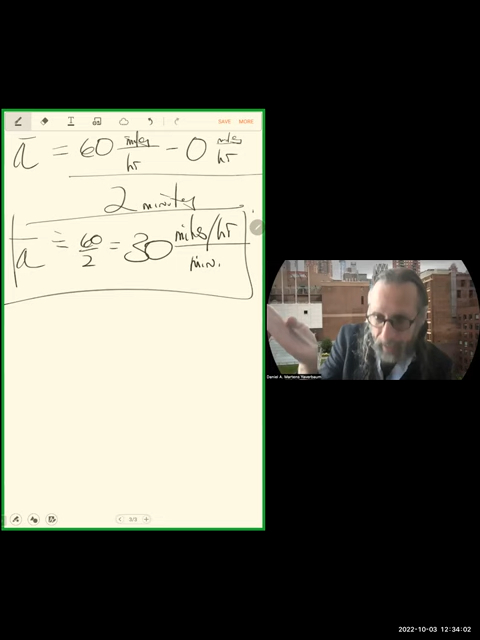 SAVE MORE
ā = 60 miles/hr - 0 miles/hr
2 minutes
ā = 60/2 = 30 miles/hr/min.
3/3
Daniel A. Martens Yaverbaum
2022-10-03 12:34:02